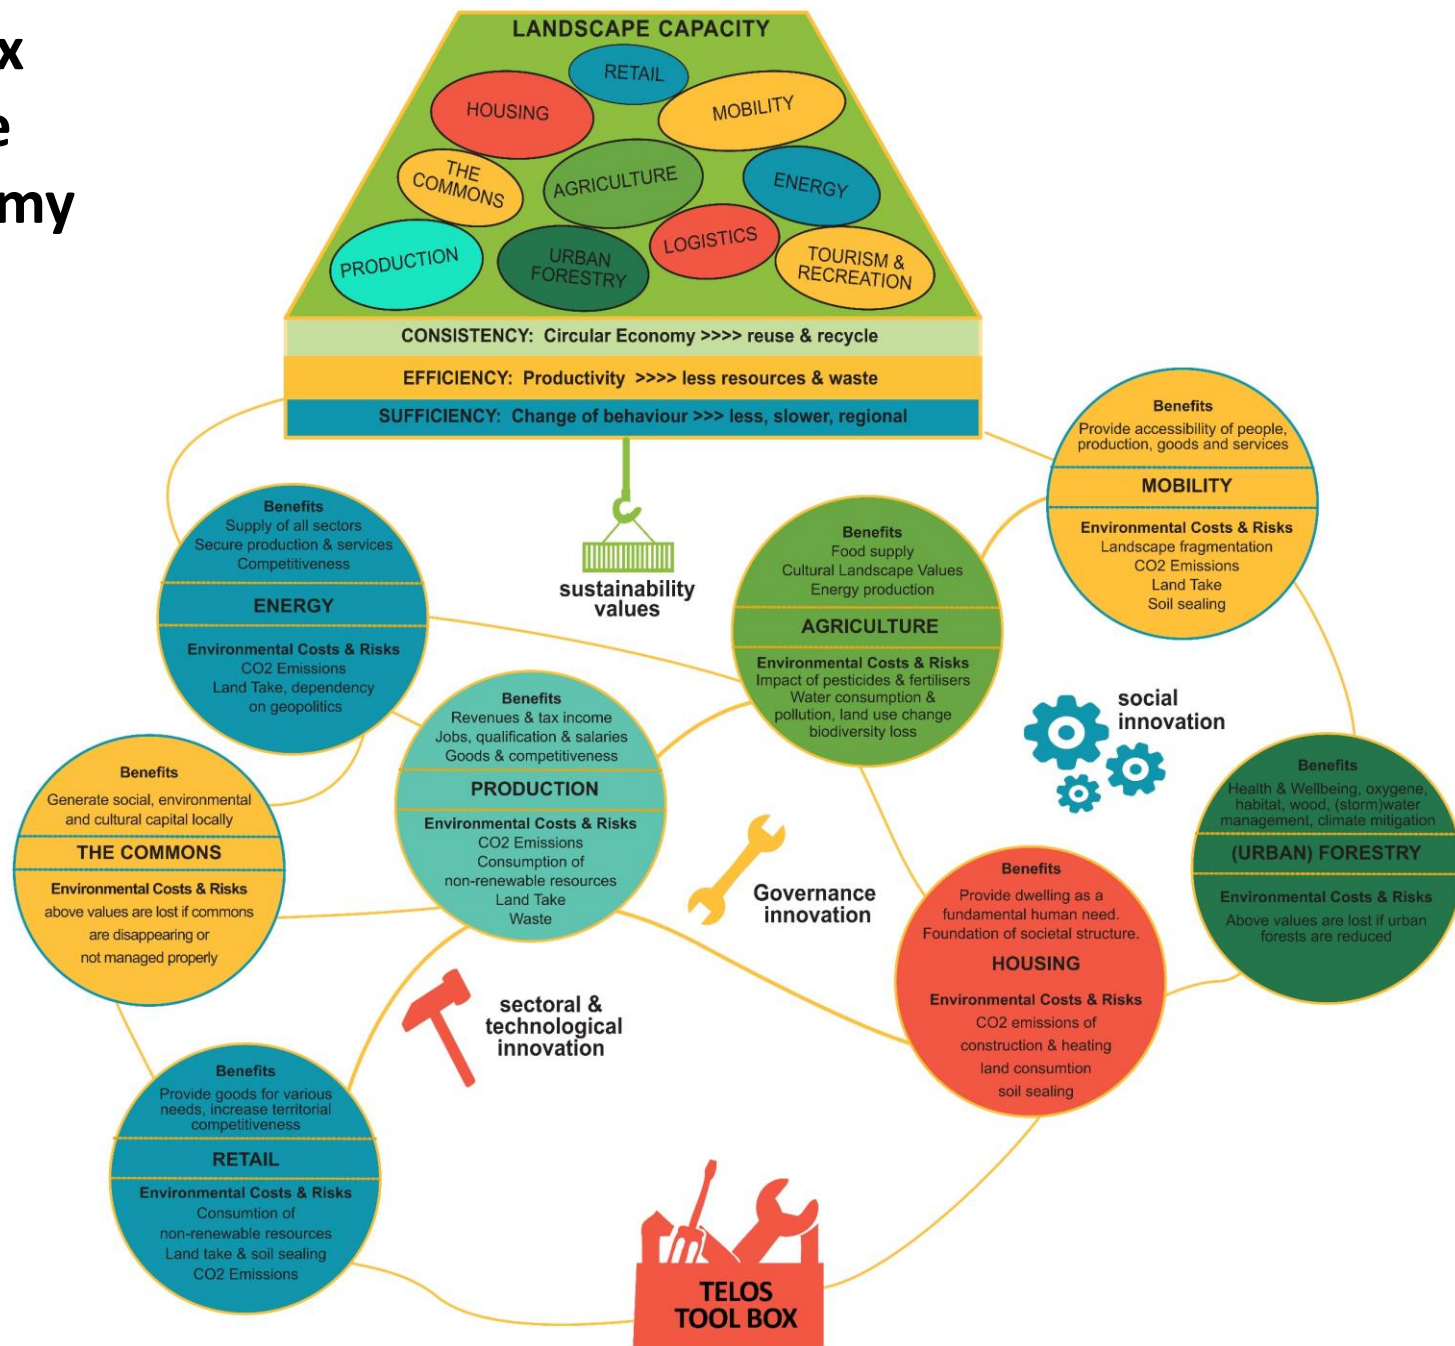 x
e
my
LANDSCAPE CAPACITY
RETAIL
HOUSING
MOBILITY
THE
COMMONS
AGRICULTURE
ENERGY
PRODUCTION
URBAN
FORESTRY
LOGISTICS
TOURISM &
RECREATION
CONSISTENCY: Circular Economy >>>> reuse & recycle
EFFICIENCY: Productivity >>>> less resources & waste
SUFFICIENCY: Change of behaviour >>> less, slower, regional
Benefits
Provide accessibility of people,
production, goods and services
MOBILITY
Environmental Costs & Risks
Landscape fragmentation
CO2 Emissions
Land Take
Soil sealing
Benefits
Supply of all sectors
Secure production & services
Competitiveness
ENERGY
Environmental Costs & Risks
CO2 Emissions
Land Take, dependency
on geopolitics
sustainability
values
Benefits
Food supply
Cultural Landscape Values
Energy production
AGRICULTURE
Environmental Costs & Risks
Impact of pesticides & fertilisers
Water consumption &
pollution, land use change
biodiversity loss
Benefits
Revenues & tax income
Jobs, qualification & salaries
Goods & competitiveness
PRODUCTION
Environmental Costs & Risks
CO2 Emissions
Consumption of
non-renewable resources
Land Take
Waste
social
innovation
Benefits
Generate social, environmental
and cultural capital locally
THE COMMONS
Environmental Costs & Risks
above values are lost if commons
are disappearing or
not managed properly
Benefits
Health & Wellbeing, oxygene,
habitat, wood, (storm)water
management, climate mitigation
(URBAN) FORESTRY
Environmental Costs & Risks
Above values are lost if urban
forests are reduced
Governance
innovation
Benefits
Provide dwelling as a
fundamental human need.
Foundation of societal structure.
HOUSING
Environmental Costs & Risks
CO2 emissions of
construction & heating
land consumtion
soil sealing
sectoral &
technological
innovation
Benefits
Provide goods for various
needs, increase territorial
competitiveness
RETAIL
Environmental Costs & Risks
Consumtion of
non-renewable resources
Land take & soil sealing
CO2 Emissions
TELOS
TOOL BOX